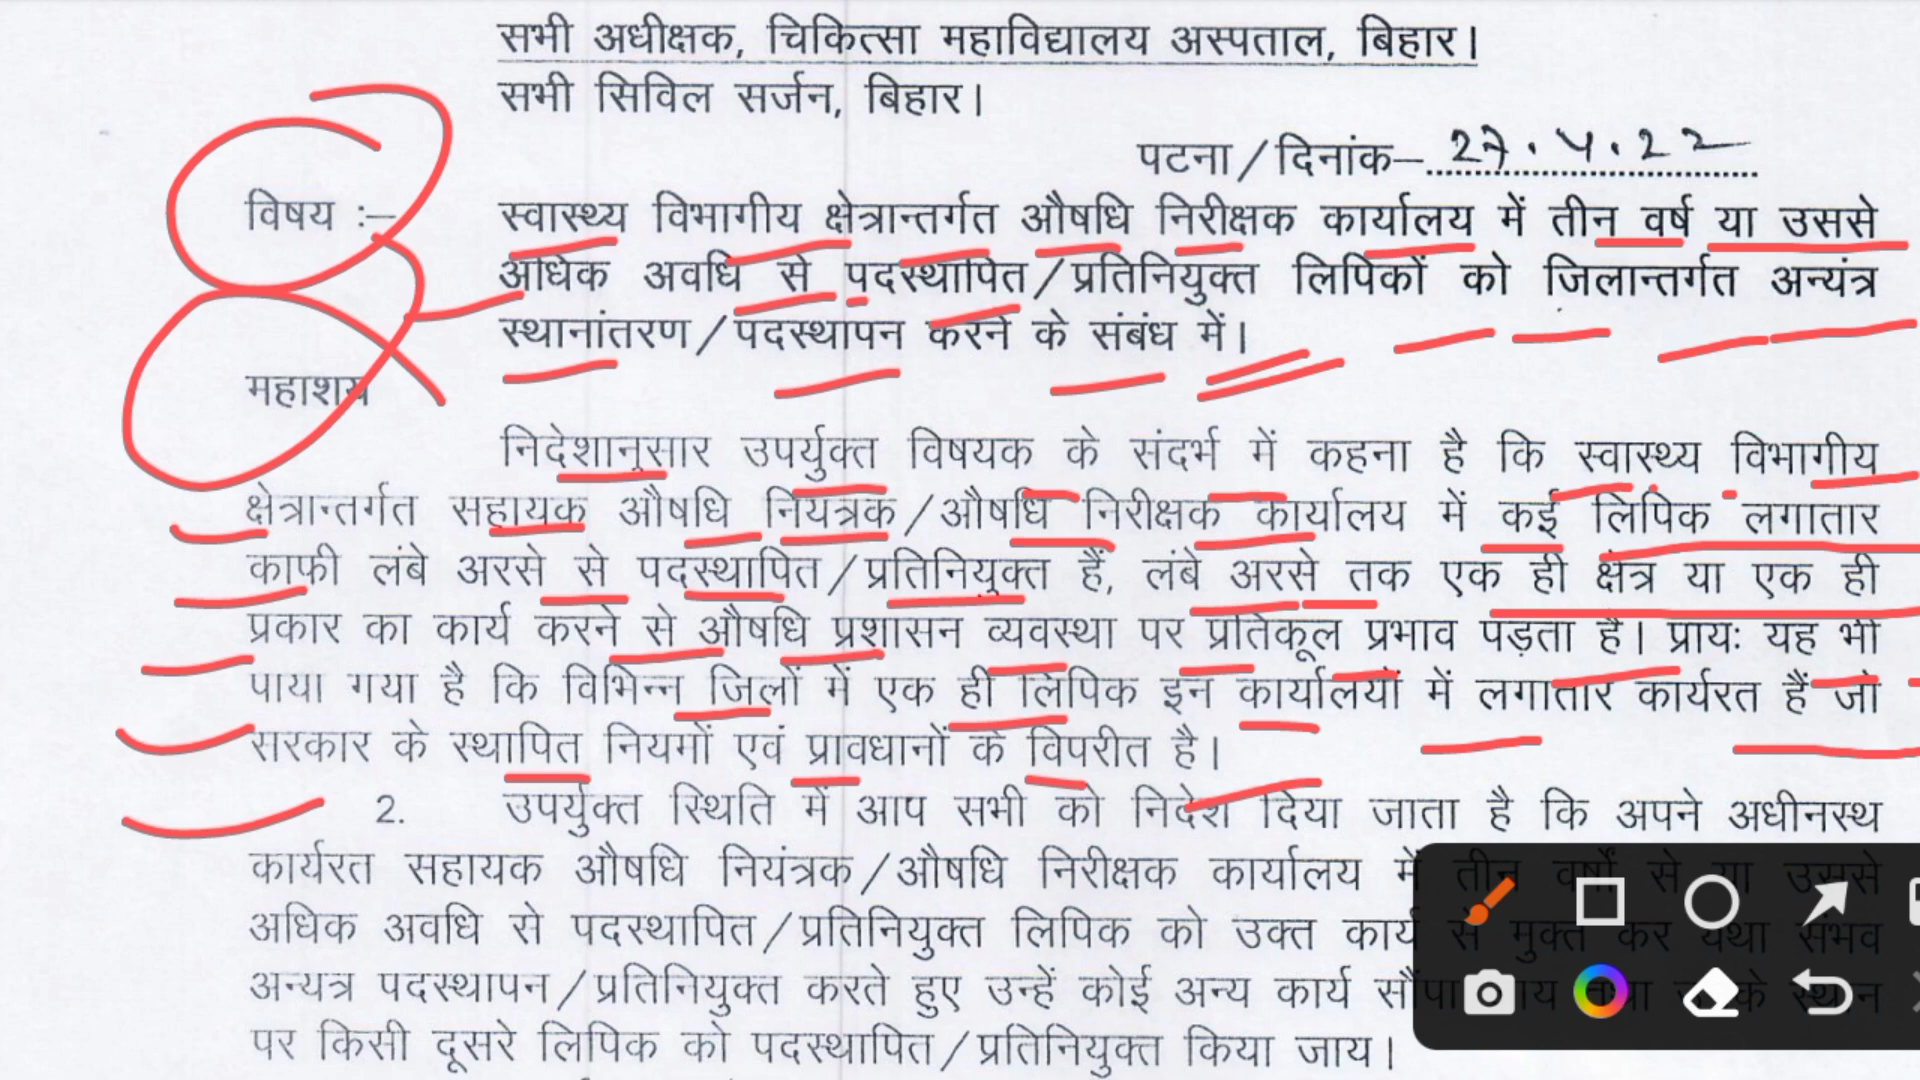 सभी अधीक्षक, चिकित्सा महाविद्यालय अस्पताल, बिहार।
सभी सिविल सर्जन, बिहार।
पटना/दिनांक– 27.4.22
विषय :– स्वास्थ्य विभागीय क्षेत्रान्तर्गत औषधि निरीक्षक कार्यालय में तीन वर्ष या उससे
अधिक अवधि से पदस्थापित/प्रतिनियुक्त लिपिकों को जिलान्तर्गत अन्यंत्र
स्थानांतरण/पदस्थापन करने के संबंध में।
महाशय
निदेशानुसार उपर्युक्त विषयक के संदर्भ में कहना है कि स्वास्थ्य विभागीय
क्षेत्रान्तर्गत सहायक औषधि नियंत्रक/औषधि निरीक्षक कार्यालय में कई लिपिक लगातार
काफी लंबे अरसे से पदस्थापित/प्रतिनियुक्त हैं, लंबे अरसे तक एक ही क्षेत्र या एक ही
प्रकार का कार्य करने से औषधि प्रशासन व्यवस्था पर प्रतिकूल प्रभाव पड़ता है। प्रायः यह भी
पाया गया है कि विभिन्न जिलों में एक ही लिपिक इन कार्यालयों में लगातार कार्यरत हैं जो
सरकार के स्थापित नियमों एवं प्रावधानों के विपरीत है।
2. उपर्युक्त स्थिति में आप सभी को निदेश दिया जाता है कि अपने अधीनस्थ
कार्यरत सहायक औषधि नियंत्रक/औषधि निरीक्षक कार्यालय में तीन वर्षों से या उससे
अधिक अवधि से पदस्थापित/प्रतिनियुक्त लिपिक को उक्त कार्य से मुक्त कर यथा संभव
अन्यत्र पदस्थापन/प्रतिनियुक्त करते हुए उन्हें कोई अन्य कार्य सौंपा स्थान
पर किसी दूसरे लिपिक को पदस्थापित/प्रतिनियुक्त किया जाय।